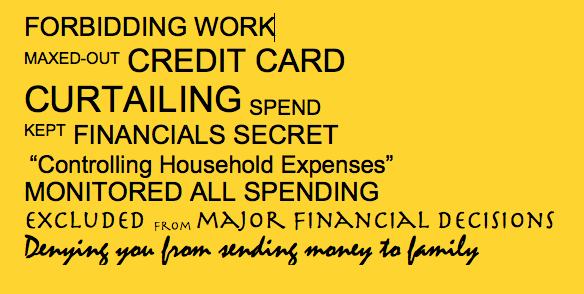 FORBIDDING WORK
MAXED-OUT CREDIT CARD
CURTAILING SPEND
KEPT FINANCIALS SECRET
“Controlling Household Expenses”
MONITORED ALL SPENDING
EXCLUDED FROM MAJOR FINANCIAL DECISIONS
Denying you from sending money to family